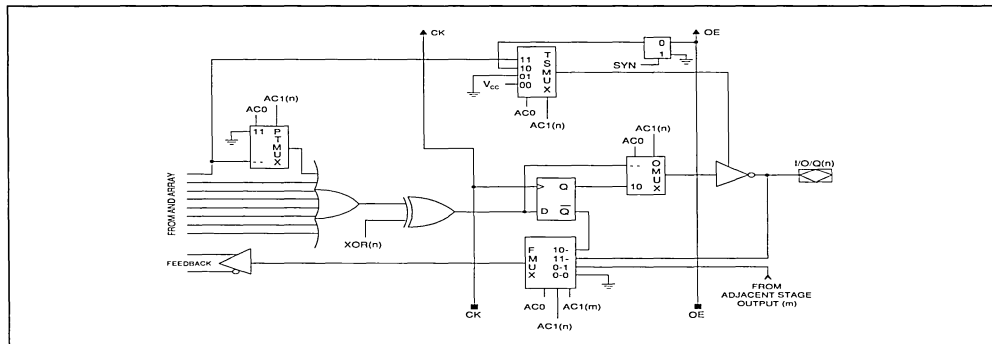 CK
OE
11
10
01
00
T
S
M
U
X
0
1
SYN
VCC
AC0
AC1(n)
AC0
AC1(n)
11
--
P
T
M
U
X
AC0
AC1(n)
--
10
O
M
U
X
I/O/Q(n)
FROM AND ARRAY
XOR(n)
Q
D
Q
F
M
U
X
10-
11-
0-1
0-0
FEEDBACK
AC0
AC1(m)
AC1(n)
CK
OE
FROM
ADJACENT STAGE
OUTPUT (m)